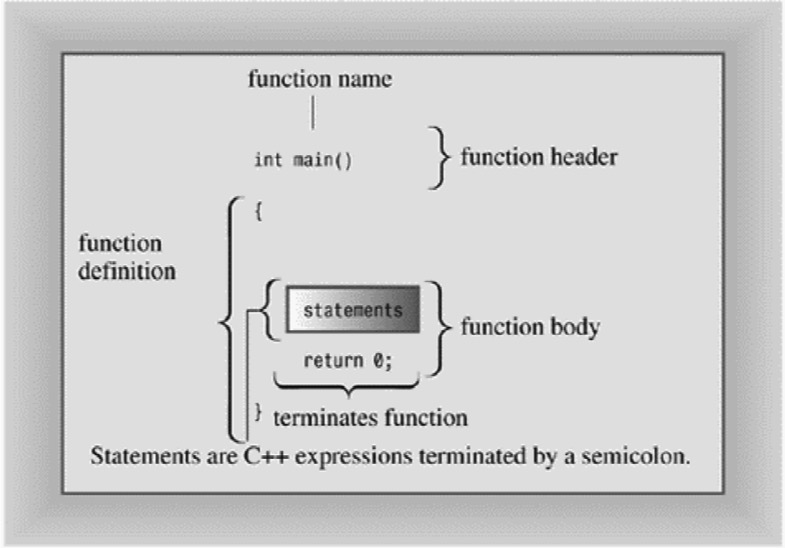 function name
int main()
function header
{
function
definition
statements
function body
return 0;
} terminates function
Statements are C++ expressions terminated by a semicolon.